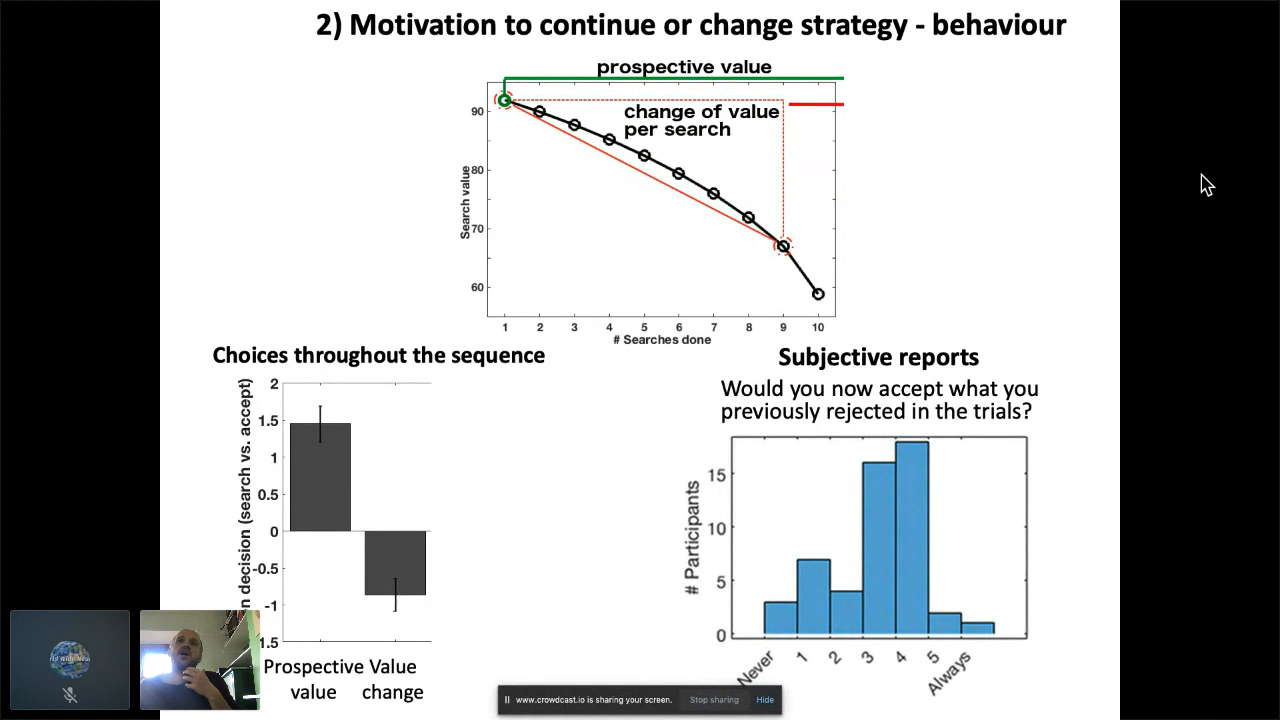 2) Motivation to continue or change strategy - behaviour
prospective value
change of value
per search
90
80
70
60
Search value
1 2 3 4 5 6 7 8 9 10
# Searches done
Choices throughout the sequence
2
1.5
1
0.5
0
-0.5
-1
1.5
n decision (search vs. accept)
Prospective Value
value change
Subjective reports
Would you now accept what you
previously rejected in the trials?
15
10
5
0
# Participants
Never 1 2 3 4 5 Always
www.crowdcast.io is sharing your screen. Stop sharing Hide